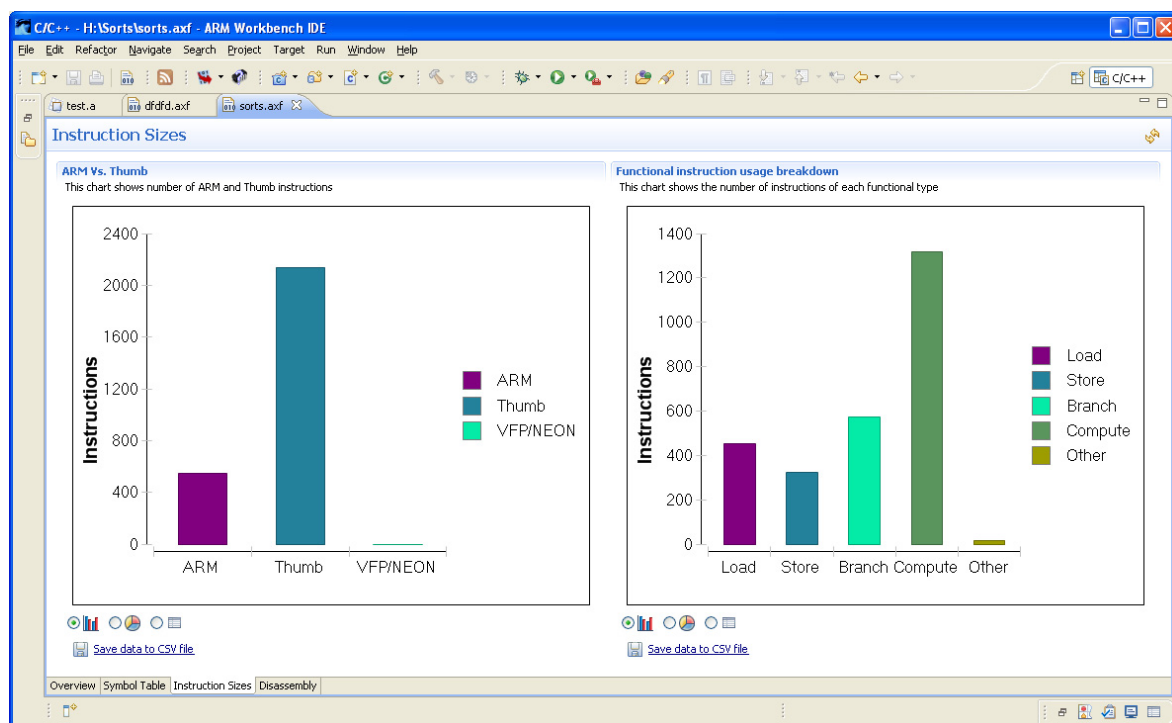 C/C++ - H:\Sorts\sorts.axf - ARM Workbench IDE
File Edit Refactor Navigate Search Project Target Run Window Help
C/C++
test.a dfdfd.axf sorts.axf
Instruction Sizes
ARM Vs. Thumb
This chart shows number of ARM and Thumb instructions
2400
2000
1600
1200
800
400
0
Instructions
ARM Thumb VFP/NEON
ARM
Thumb
VFP/NEON
Save data to CSV file
Functional instruction usage breakdown
This chart shows the number of instructions of each functional type
1400
1200
1000
800
600
400
200
0
Instructions
Load Store Branch Compute Other
Load
Store
Branch
Compute
Other
Save data to CSV file
Overview Symbol Table Instruction Sizes Disassembly